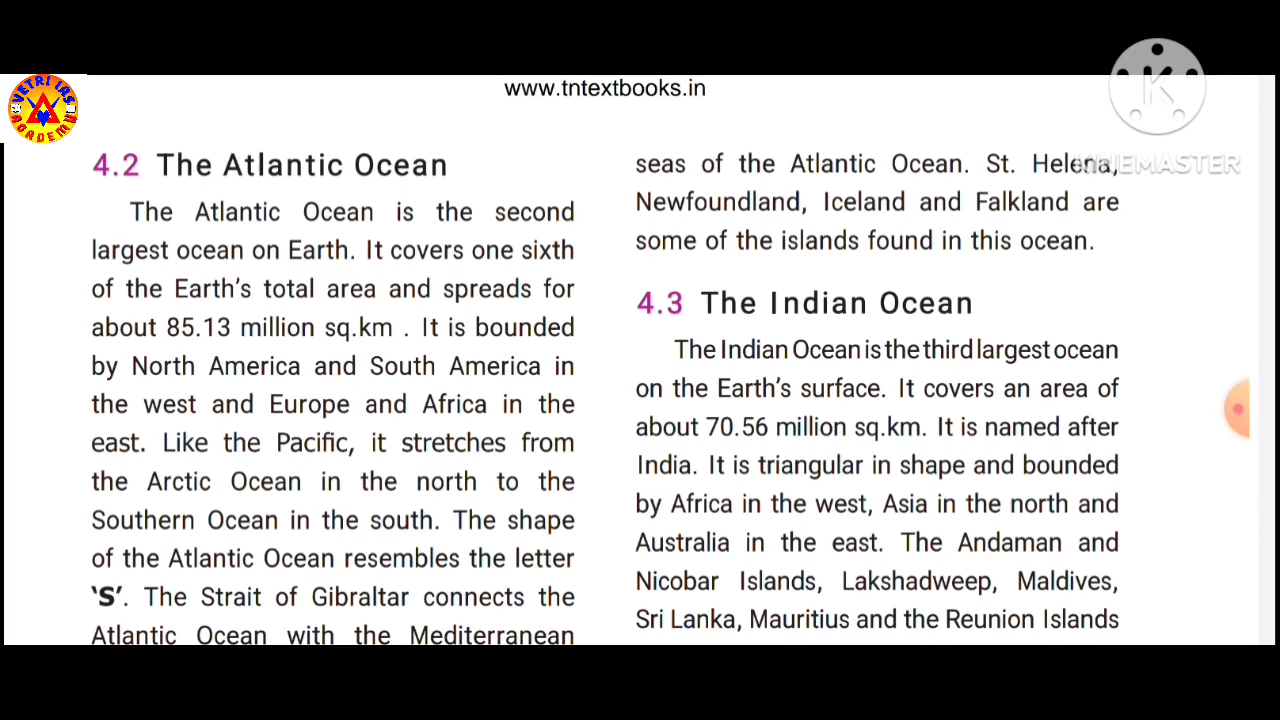 www.tntextbooks.in
VETRI IAS ACADEMY
K
KINEMASTER
4.2 The Atlantic Ocean
The Atlantic Ocean is the second
largest ocean on Earth. It covers one sixth
of the Earth's total area and spreads for
about 85.13 million sq.km . It is bounded
by North America and South America in
the west and Europe and Africa in the
east. Like the Pacific, it stretches from
the Arctic Ocean in the north to the
Southern Ocean in the south. The shape
of the Atlantic Ocean resembles the letter
‘S’. The Strait of Gibraltar connects the
Atlantic Ocean with the Mediterranean
seas of the Atlantic Ocean. St. Helena,
Newfoundland, Iceland and Falkland are
some of the islands found in this ocean.
4.3 The Indian Ocean
The Indian Ocean is the third largest ocean
on the Earth's surface. It covers an area of
about 70.56 million sq.km. It is named after
India. It is triangular in shape and bounded
by Africa in the west, Asia in the north and
Australia in the east. The Andaman and
Nicobar Islands, Lakshadweep, Maldives,
Sri Lanka, Mauritius and the Reunion Islands